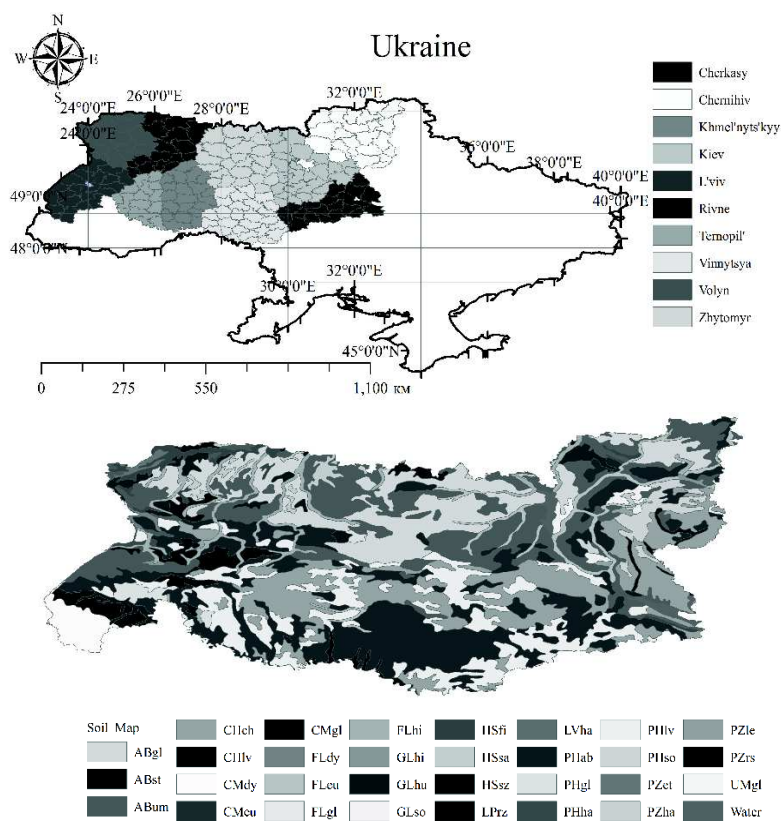 Ukraine
N
W E
S
24°0'0"E 26°0'0"E 28°0'0"E 32°0'0"E
24°0'0"E
36°0'0"E 38°0'0"E 40°0'0"E
40°0'0"E
49°0'0"N
48°0'0"N
30°0'0"E 32°0'0"E
45°0'0"N
0 275 550 1,100 км
Cherkasy
Chernihiv
Khmel'nyts'kyy
Kiev
L'viv
Rivne
Ternopil'
Vinnytsya
Volyn
Zhytomyr
Soil Map
ABgl
ABst
ABum
CHch
CHlv
CMdy
CMeu
CMgl
FLdy
FLeu
FLgl
FLhi
GLhi
GLhu
GLso
HSfi
HSsa
HSsz
LPrz
LVha
PHab
PHgl
PHha
PHlv
PHso
PZet
PZha
PZle
PZrs
UMgl
Water